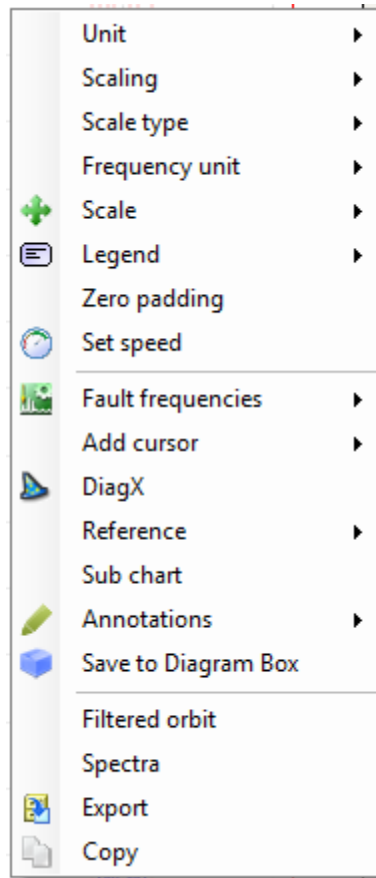 Unit
Scaling
Scale type
Frequency unit
Scale
Legend
Zero padding
Set speed
Fault frequencies
Add cursor
DiagX
Reference
Sub chart
Annotations
Save to Diagram Box
Filtered orbit
Spectra
Export
Copy